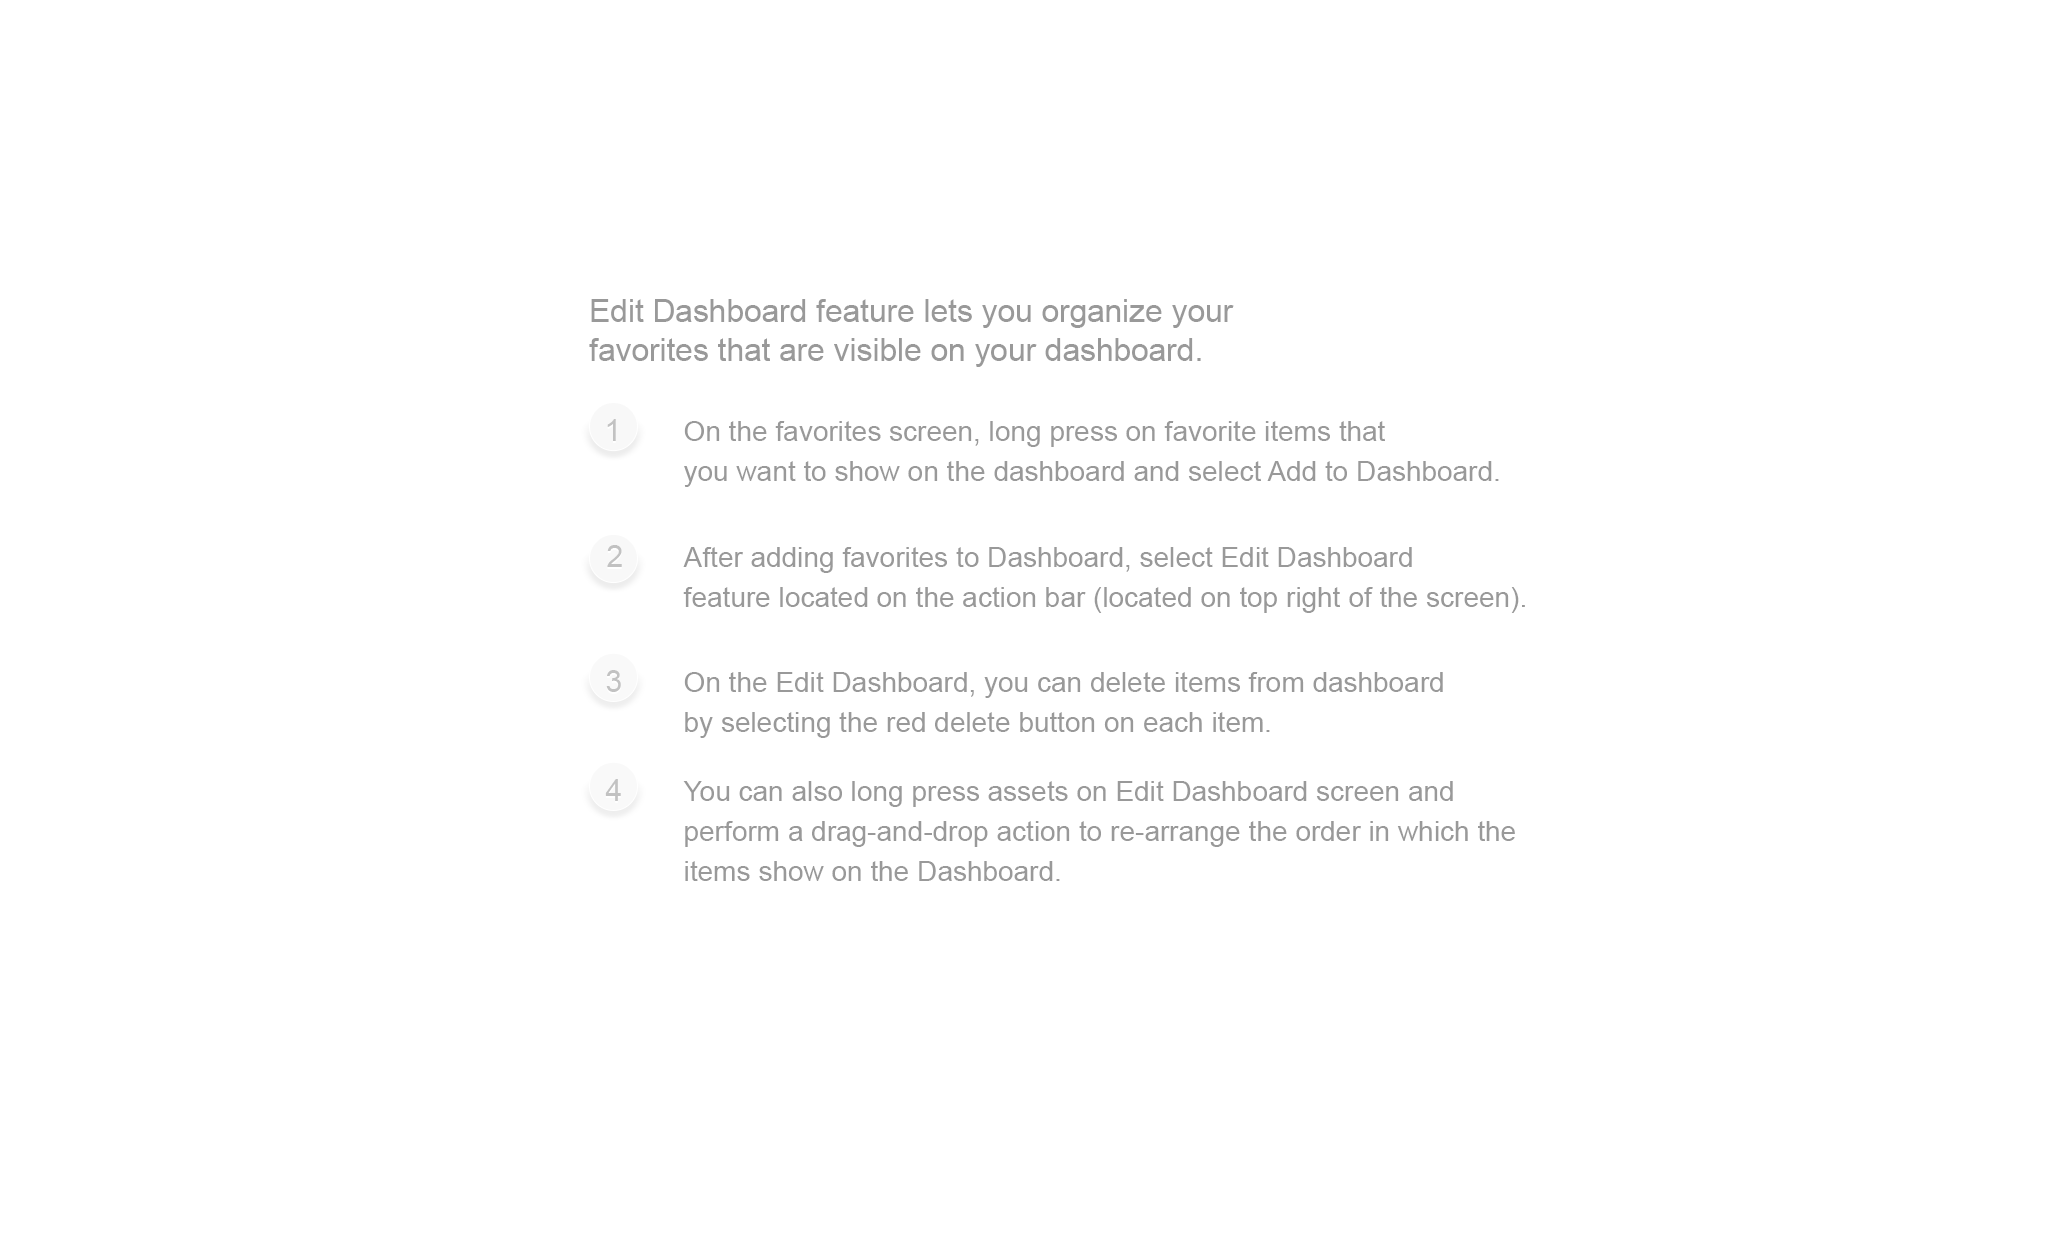 Edit Dashboard feature lets you organize your
favorites that are visible on your dashboard.
1 On the favorites screen, long press on favorite items that
you want to show on the dashboard and select Add to Dashboard.
2 After adding favorites to Dashboard, select Edit Dashboard
feature located on the action bar (located on top right of the screen).
3 On the Edit Dashboard, you can delete items from dashboard
by selecting the red delete button on each item.
4 You can also long press assets on Edit Dashboard screen and
perform a drag-and-drop action to re-arrange the order in which the
items show on the Dashboard.